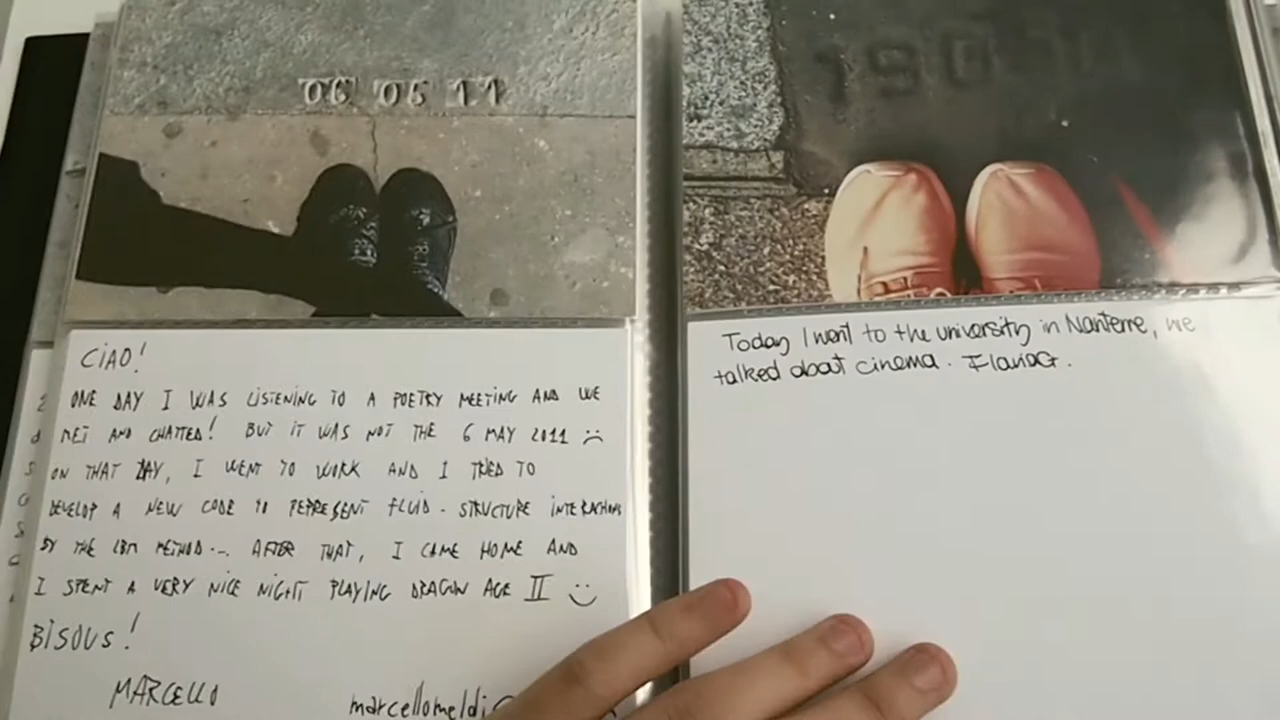 06 05 11
CIAO!
ONE DAY I WAS LISTENING TO A POETRY MEETING AND WE
MET AND CHATTED! BUT IT WAS NOT THE 6 MAY 2011 :(
ON THAT DAY, I WENT TO WORK AND I TRIED TO
DEVELOP A NEW CODE TO REPRESENT FLUID-STRUCTURE INTERACTIONS
BY THE LBM METHOD... AFTER THAT, I CAME HOME AND
I SPENT A VERY NICE NIGHT PLAYING DRAGON AGE II :)
BISOUS!
MARCELLO
marcellomeldi@
190
Today I went to the university in Nanterre, we
talked about cinema. FlaviaG.